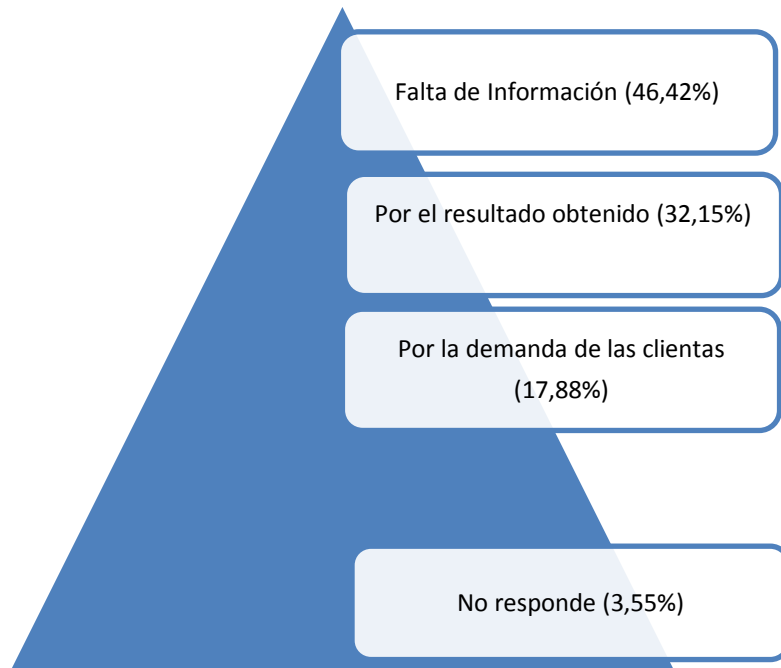 Falta de Información (46,42%)
Por el resultado obtenido (32,15%)
Por la demanda de las clientas
(17,88%)
No responde (3,55%)